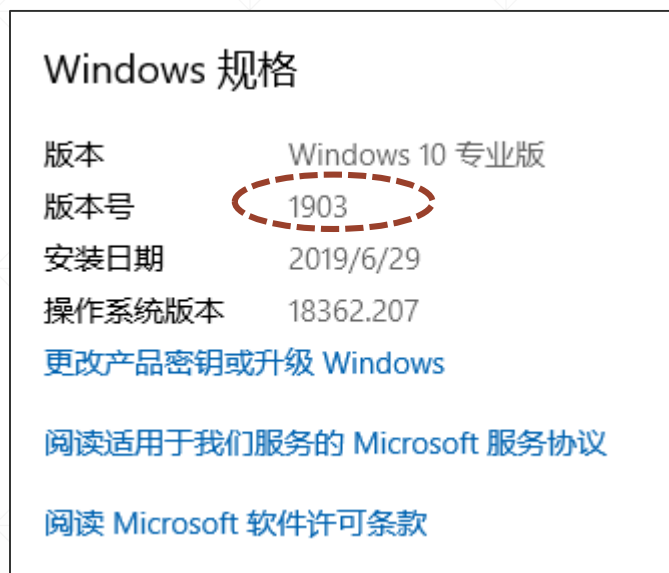 Windows 规格
版本 Windows 10 专业版
版本号 1903
安装日期 2019/6/29
操作系统版本 18362.207
更改产品密钥或升级 Windows
阅读适用于我们服务的 Microsoft 服务协议
阅读 Microsoft 软件许可条款